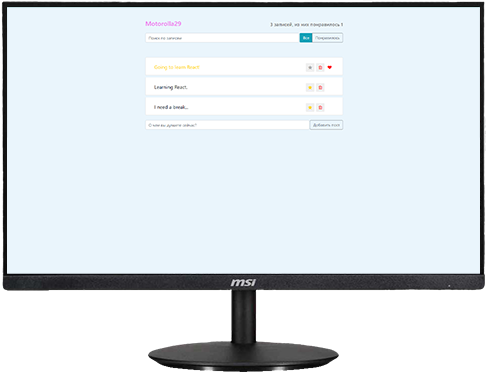 Motorolla29
3 записей, из них понравилось 1
Поиск по записям
Все
Понравилось
Going to learn React!
Learning React.
I need a break..
О чем вы думаете сейчас?
Добавить пост
msi